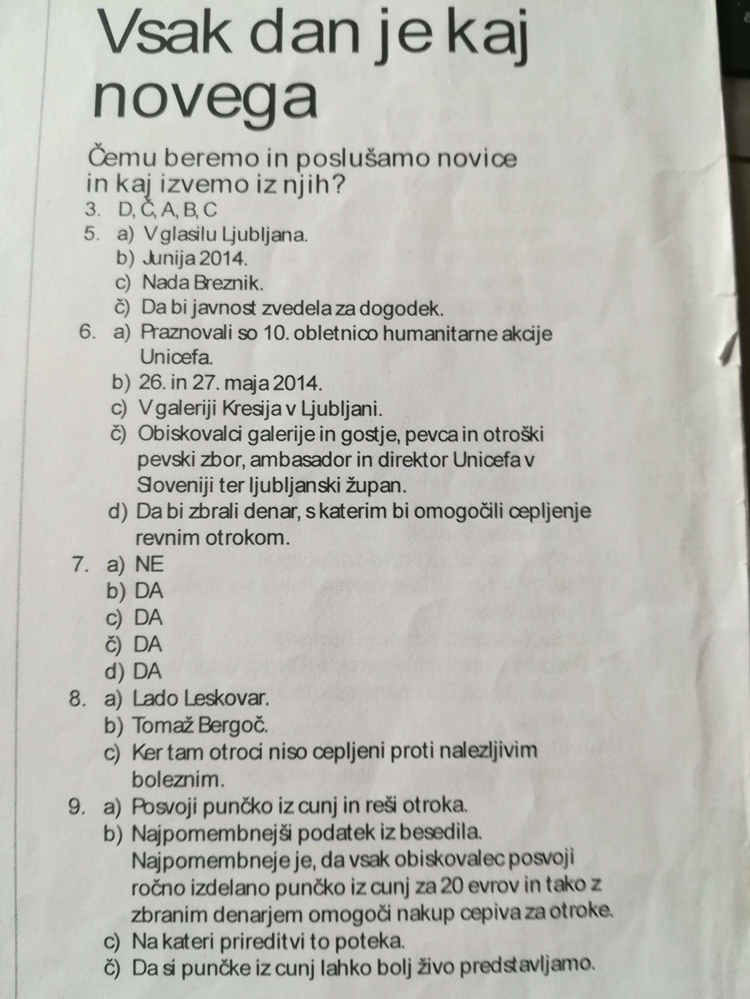 Vsak dan je kaj
novega
Čemu beremo in poslušamo novice
in kaj izvemo iz njih?
3. D, Č, A, B, C
5. a) V glasilu Ljubljana.
b) Junija 2014.
c) Nada Breznik.
č) Da bi javnost zvedela za dogodek.
6. a) Praznovali so 10. obletnico humanitarne akcije
Unicefa.
b) 26. in 27. maja 2014.
c) V galeriji Kresija v Ljubljani.
č) Obiskovalci galerije in gostje, pevca in otroški
pevski zbor, ambasador in direktor Unicefa v
Sloveniji ter ljubljanski župan.
d) Da bi zbrali denar, s katerim bi omogočili cepljenje
revnim otrokom.
7. a) NE
b) DA
c) DA
č) DA
d) DA
8. a) Lado Leskovar.
b) Tomaž Bergoč.
c) Ker tam otroci niso cepljeni proti nalezljivim
boleznim.
9. a) Posvoji punčko iz cunj in reši otroka.
b) Najpomembnejši podatek iz besedila.
Najpomembneje je, da vsak obiskovalec posvoji
ročno izdelano punčko iz cunj za 20 evrov in tako z
zbranim denarjem omogoči nakup cepiva za otroke.
c) Na kateri prireditvi to poteka.
č) Da si punčke iz cunj lahko bolj živo predstavljamo.